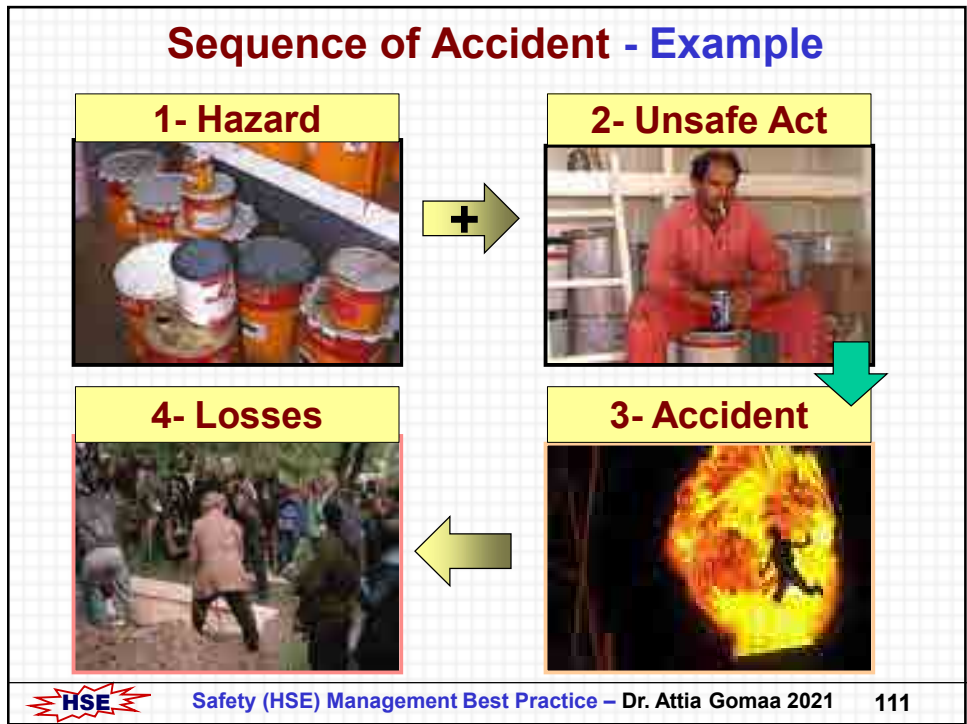 Sequence of Accident - Example
1- Hazard
+
2- Unsafe Act
3- Accident
4- Losses
HSE
Safety (HSE) Management Best Practice – Dr. Attia Gomaa 2021
111